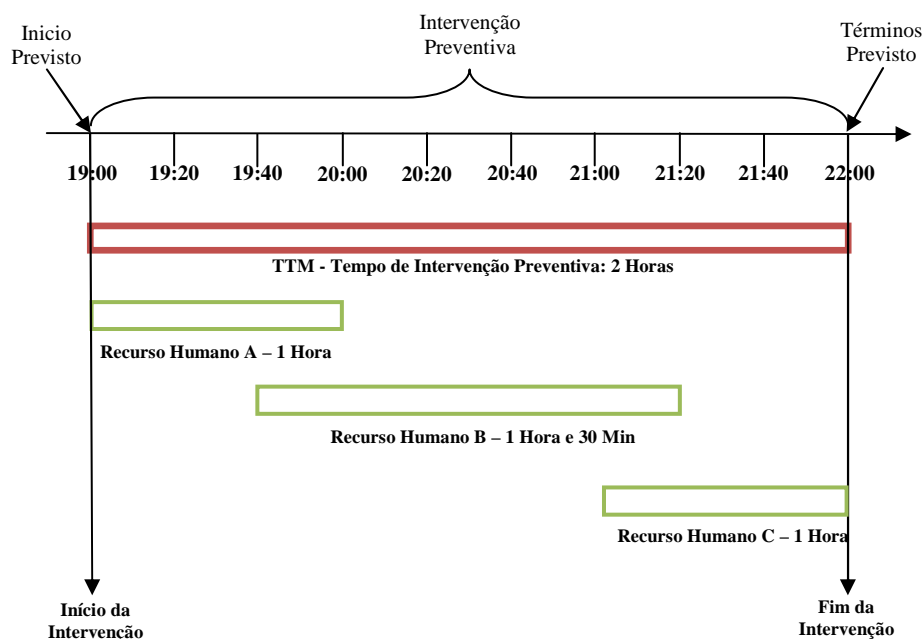 Inicio
Previsto
Intervenção
Preventiva
Términos
Previsto
19:00 19:20 19:40 20:00 20:20 20:40 21:00 21:20 21:40 22:00
TTM - Tempo de Intervenção Preventiva: 2 Horas
Recurso Humano A – 1 Hora
Recurso Humano B – 1 Hora e 30 Min
Recurso Humano C – 1 Hora
Início da
Intervenção
Fim da
Intervenção